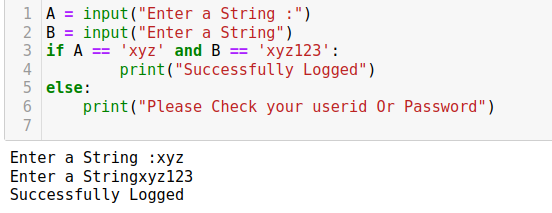 1 A = input("Enter a String :")
2 B = input("Enter a String")
3 if A == 'xyz' and B == 'xyz123':
4         print("Successfully Logged")
5 else:
6     print("Please Check your userid Or Password")
7
Enter a String :xyz
Enter a Stringxyz123
Successfully Logged